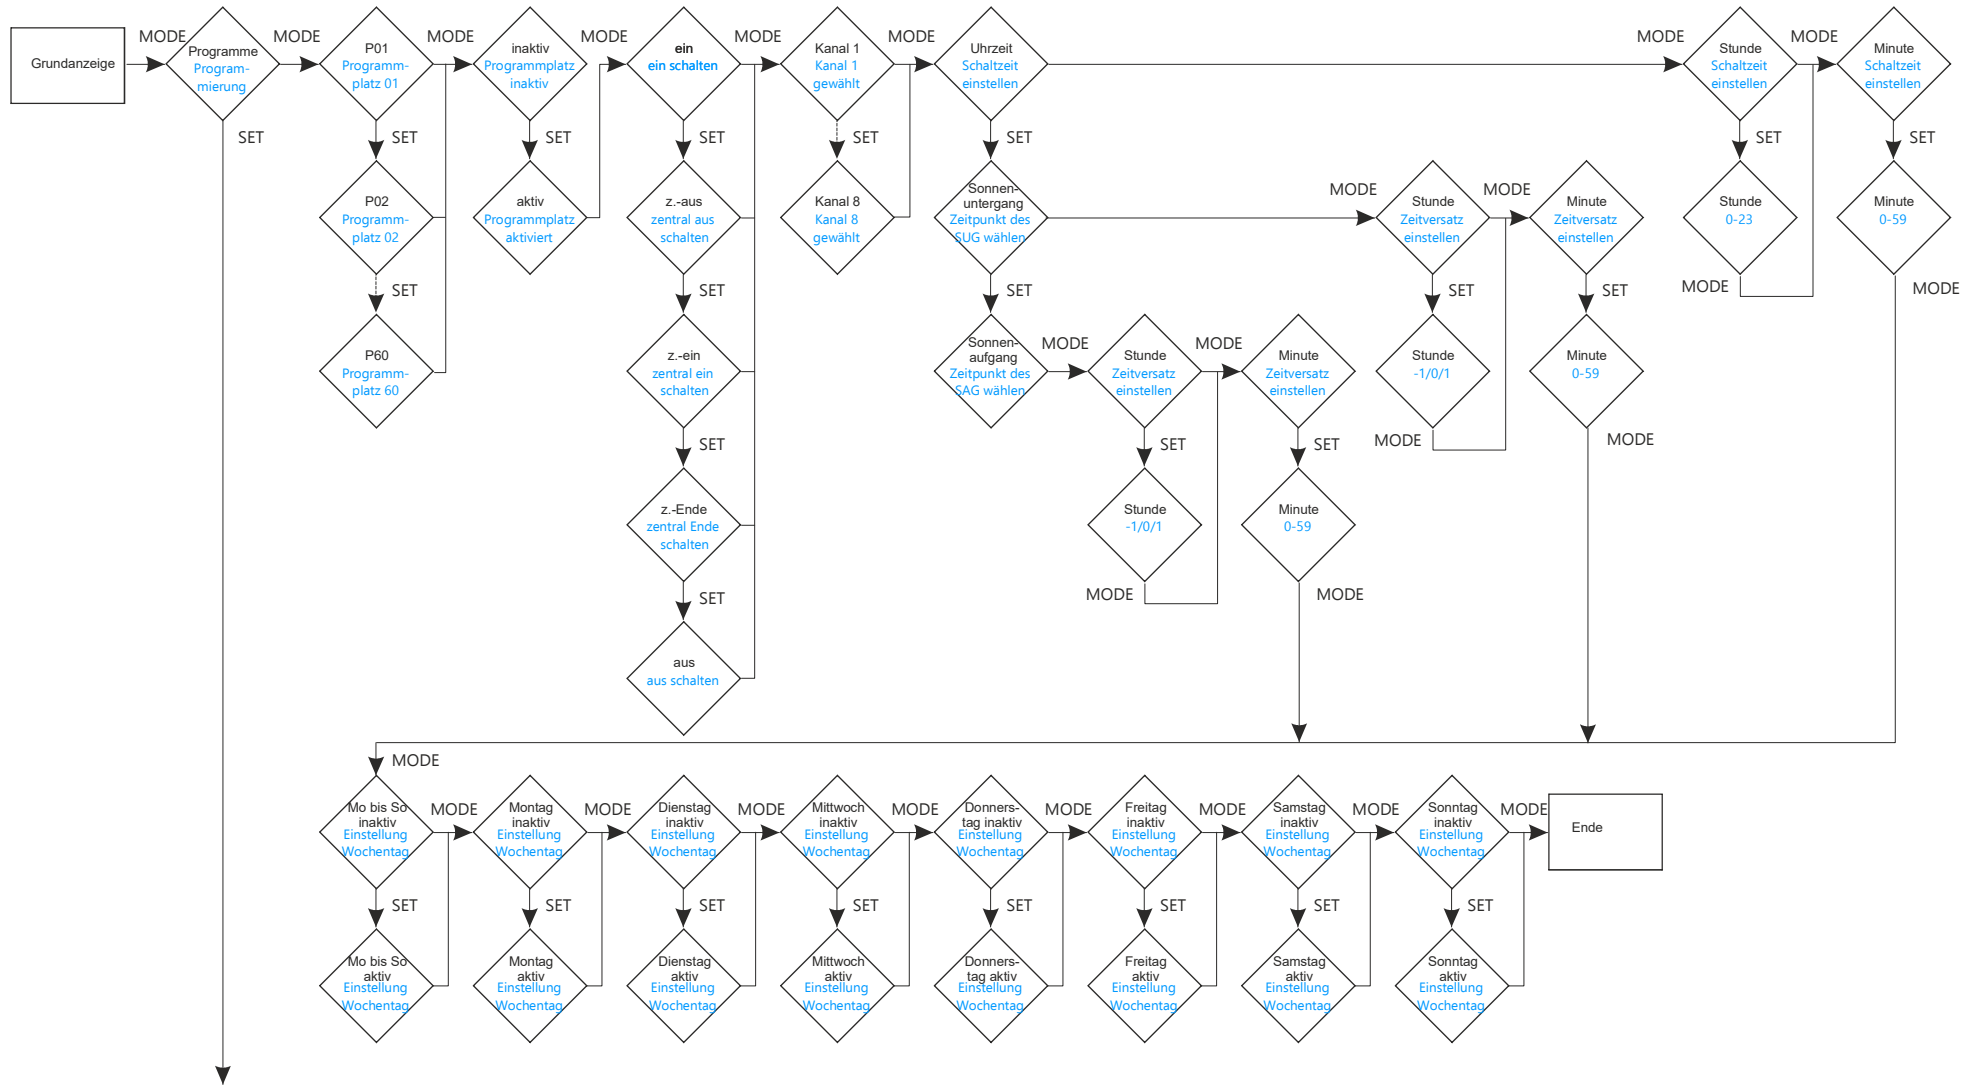 Grundanzeige
MODE
Programme
Program-
mierung
SET
MODE
P01
Programm-
platz 01
SET
P02
Programm-
platz 02
SET
P60
Programm-
platz 60
MODE
inaktiv
Programmplatz
inaktiv
SET
aktiv
Programmplatz
aktiviert
MODE
ein
ein schalten
SET
z.-aus
zentral aus
schalten
SET
z.-ein
zentral ein
schalten
SET
z.-Ende
zentral Ende
schalten
SET
aus
aus schalten
MODE
Kanal 1
Kanal 1
gewählt
SET
Kanal 8
Kanal 8
gewählt
MODE
Uhrzeit
Schaltzeit
einstellen
SET
Sonnen-
untergang
Zeitpunkt des
SUG wählen
SET
Sonnen-
aufgang
Zeitpunkt des
SAG wählen
MODE
Stunde
Zeitversatz
einstellen
SET
Stunde
-1/0/1
MODE
MODE
Minute
Zeitversatz
einstellen
SET
Minute
0-59
MODE
MODE
Stunde
Zeitversatz
einstellen
SET
Stunde
-1/0/1
MODE
MODE
Minute
Zeitversatz
einstellen
SET
Minute
0-59
MODE
MODE
Stunde
Schaltzeit
einstellen
SET
Stunde
0-23
MODE
MODE
Minute
Schaltzeit
einstellen
SET
Minute
0-59
MODE
MODE
Mo bis So
inaktiv
Einstellung
Wochentag
SET
Mo bis So
aktiv
Einstellung
Wochentag
MODE
Montag
inaktiv
Einstellung
Wochentag
SET
Montag
aktiv
Einstellung
Wochentag
MODE
Dienstag
inaktiv
Einstellung
Wochentag
SET
Dienstag
aktiv
Einstellung
Wochentag
MODE
Mittwoch
inaktiv
Einstellung
Wochentag
SET
Mittwoch
aktiv
Einstellung
Wochentag
MODE
Donners-
tag inaktiv
Einstellung
Wochentag
SET
Donners-
tag aktiv
Einstellung
Wochentag
MODE
Freitag
inaktiv
Einstellung
Wochentag
SET
Freitag
aktiv
Einstellung
Wochentag
MODE
Samstag
inaktiv
Einstellung
Wochentag
SET
Samstag
aktiv
Einstellung
Wochentag
MODE
Sonntag
inaktiv
Einstellung
Wochentag
SET
Sonntag
aktiv
Einstellung
Wochentag
MODE
Ende